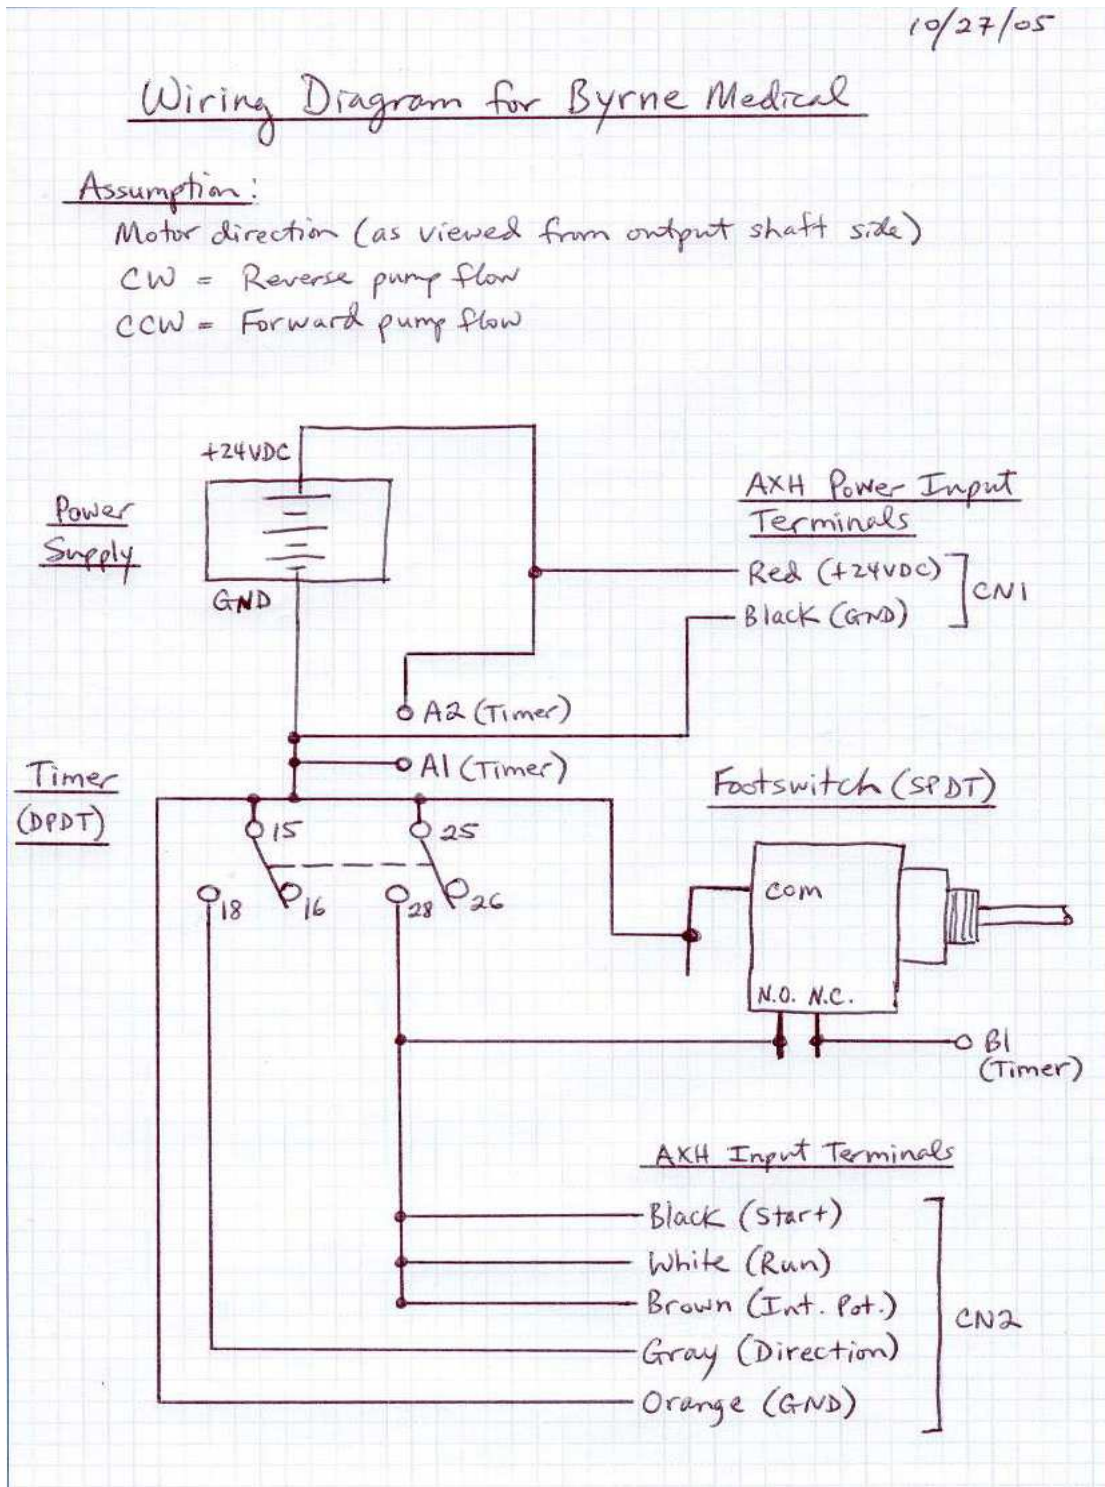 10/27/05
Wiring Diagram for Byrne Medical
Assumption:
Motor direction (as viewed from output shaft side)
CW = Reverse pump flow
CCW = Forward pump flow
+24VDC
Power
Supply
GND
AXH Power Input
Terminals
Red (+24VDC)
Black (GND)
CN1
A2 (Timer)
A1 (Timer)
Timer
(DPDT)
15
25
18
16
28
26
Footswitch (SPDT)
COM
N.O. N.C.
B1
(Timer)
AXH Input Terminals
Black (Start)
White (Run)
Brown (Int. Pot.)
Gray (Direction)
Orange (GND)
CN2